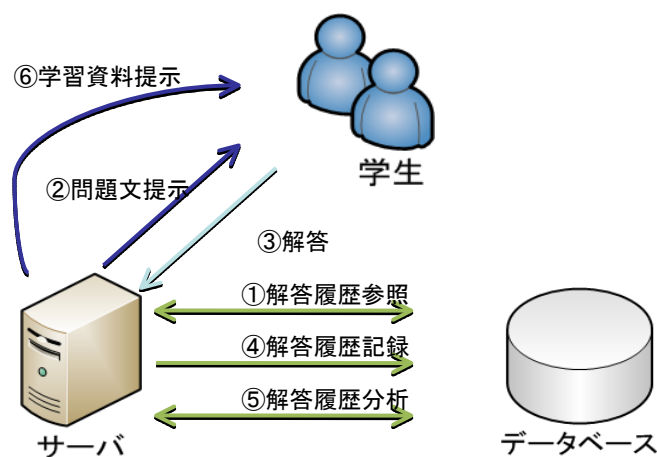 ⑥学習資料提示
学生
②問題文提示
③解答
①解答履歴参照
④解答履歴記録
⑤解答履歴分析
サーバ
データベース